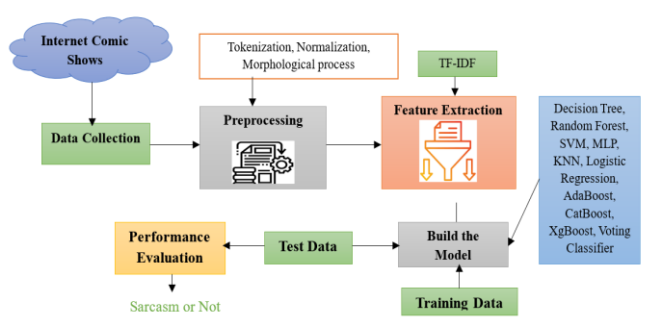 Internet Comic
Shows
Tokenization, Normalization,
Morphological process
TF-IDF
Data Collection
Preprocessing
Feature Extraction
Decision Tree,
Random Forest,
SVM, MLP,
KNN, Logistic
Regression,
AdaBoost,
CatBoost,
XgBoost, Voting
Classifier
Performance
Evaluation
Test Data
Build the
Model
Sarcasm or Not
Training Data